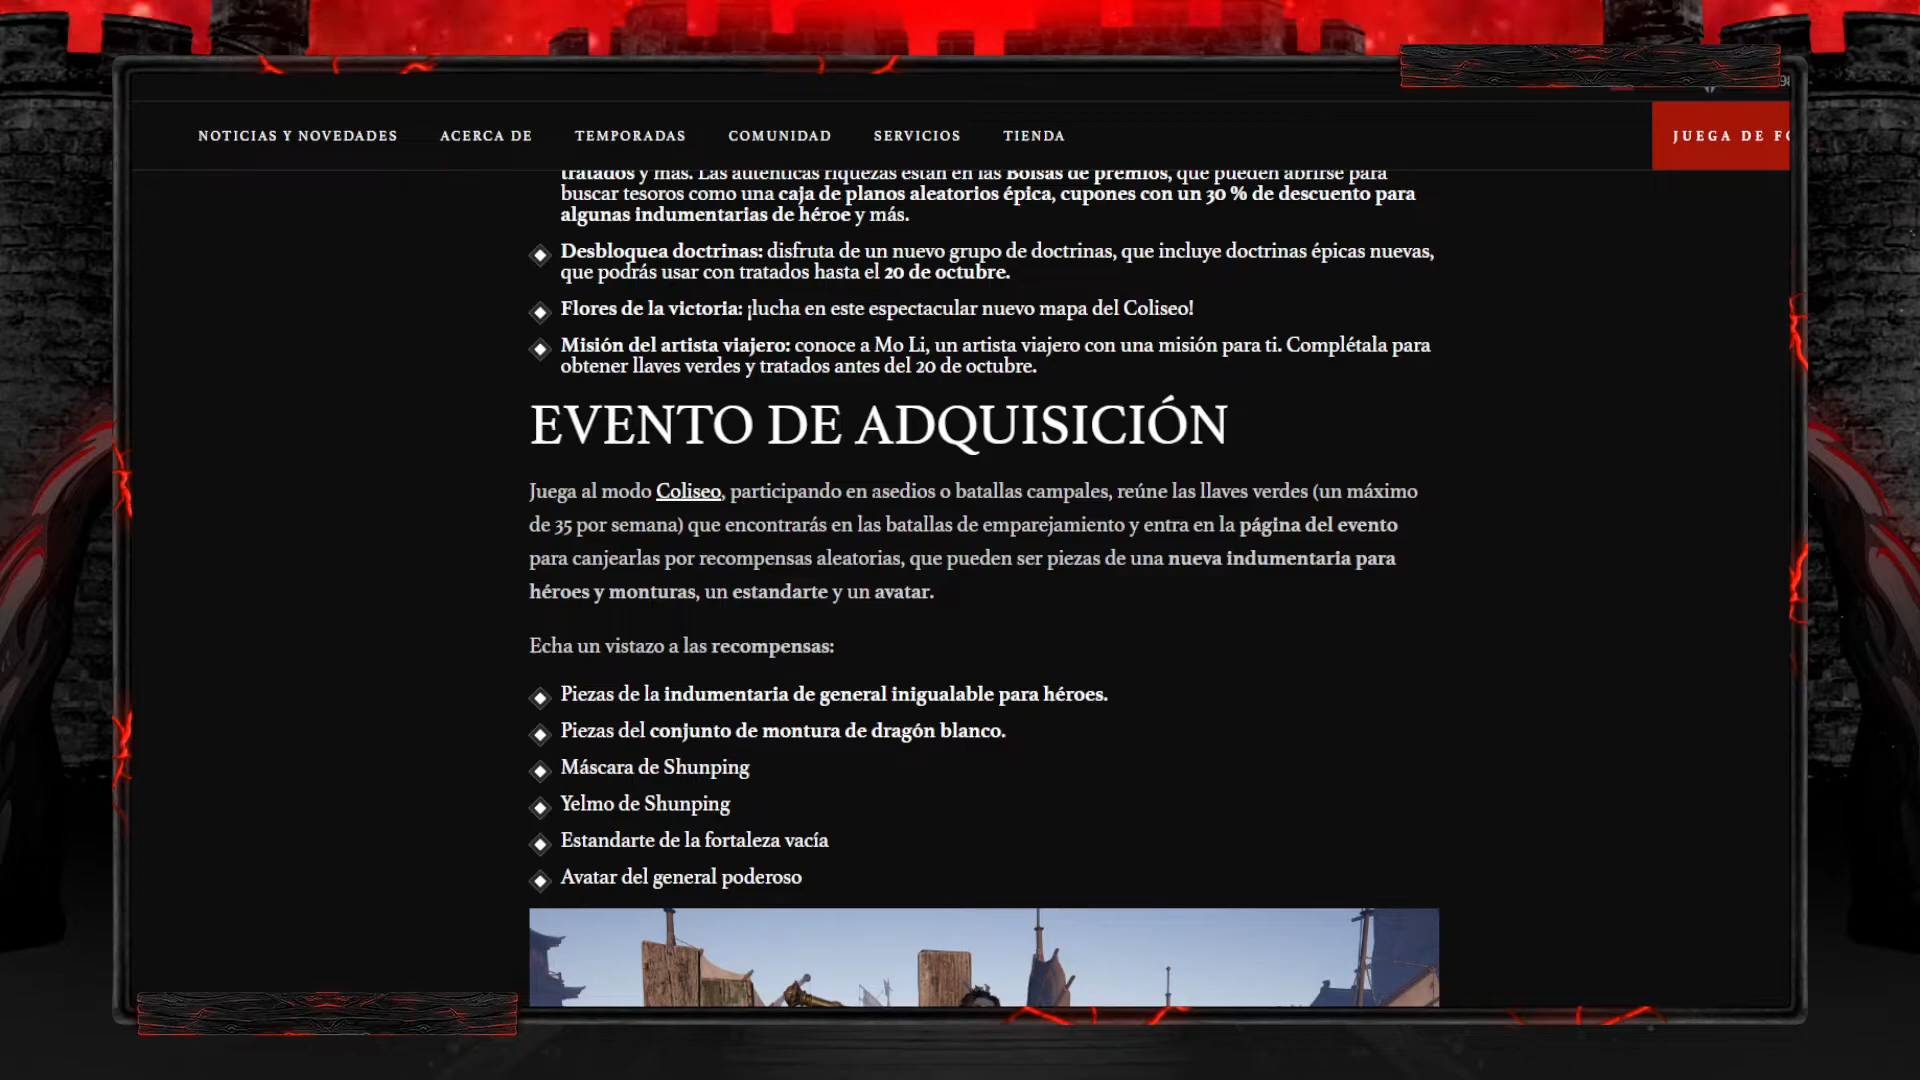 NOTICIAS Y NOVEDADES ACERCA DE TEMPORADAS COMUNIDAD SERVICIOS TIENDA JUEGA DE
tratados y más. Las auténticas riquezas están en las Bolsas de premios, que pueden abrirse para
buscar tesoros como una caja de planos aleatorios épica, cupones con un 30 % de descuento para
algunas indumentarias de héroe y más.
Desbloquea doctrinas: disfruta de un nuevo grupo de doctrinas, que incluye doctrinas épicas nuevas,
que podrás usar con tratados hasta el 20 de octubre.
Flores de la victoria: ¡lucha en este espectacular nuevo mapa del Coliseo!
Misión del artista viajero: conoce a Mo Li, un artista viajero con una misión para ti. Complétala para
obtener llaves verdes y tratados antes del 20 de octubre.
EVENTO DE ADQUISICIÓN
Juega al modo Coliseo, participando en asedios o batallas campales, reúne las llaves verdes (un máximo
de 35 por semana) que encontrarás en las batallas de emparejamiento y entra en la página del evento
para canjearlas por recompensas aleatorias, que pueden ser piezas de una nueva indumentaria para
héroes y monturas, un estandarte y un avatar.
Echa un vistazo a las recompensas:
Piezas de la indumentaria de general inigualable para héroes.
Piezas del conjunto de montura de dragón blanco.
Máscara de Shunping
Yelmo de Shunping
Estandarte de la fortaleza vacía
Avatar del general poderoso